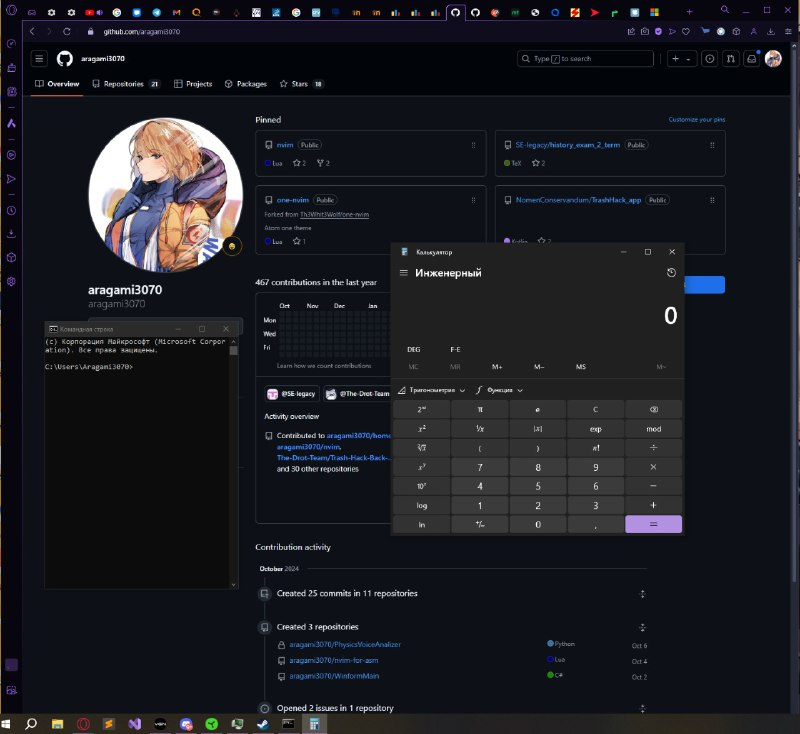 github.com/aragami3070
aragami3070
Type / to search
Overview
Repositories 21
Projects
Packages
Stars 18
Pinned
Customize your pins
nvim Public
Lua 2 2
SE-legacy/history_exam_2_term Public
TeX 2
one-nvim Public
Forked from Th3Whit3Wolf/one-nvim
Atom one theme
Lua 1
NomenConservandum/TrashHack_app Public
Kotlin 2
aragami3070
aragami3070
467 contributions in the last year
Oct Nov Dec Jan
Mon
Wed
Fri
Learn how we count contributions
@SE-legacy @The-Drot-Team
Activity overview
Contributed to aragami3070/home
aragami3070/nvim,
The-Drot-Team/Trash-Hack-Back-...
and 30 other repositories
Командная строка
(c) Корпорация Майкрософт (Microsoft Corpor
ation). Все права защищены.
C:\Users\Aragami3070>
Калькулятор
Инженерный
0
DEG F-E
MC MR M+ M− MS M˅
Тригонометрия Функция
2ⁿᵈ π e C
x² ¹/x |x| exp mod
²√x ( ) n! ÷
xʸ 7 8 9 ×
10ˣ 4 5 6 −
log 1 2 3 +
ln +/− 0 , =
Contribution activity
October 2024
Created 25 commits in 11 repositories
Created 3 repositories
aragami3070/PhysicsVoiceAnalizer Python Oct 6
aragami3070/nvim-for-asm Lua Oct 4
aragami3070/WinformMain C# Oct 2
Opened 2 issues in 1 repository